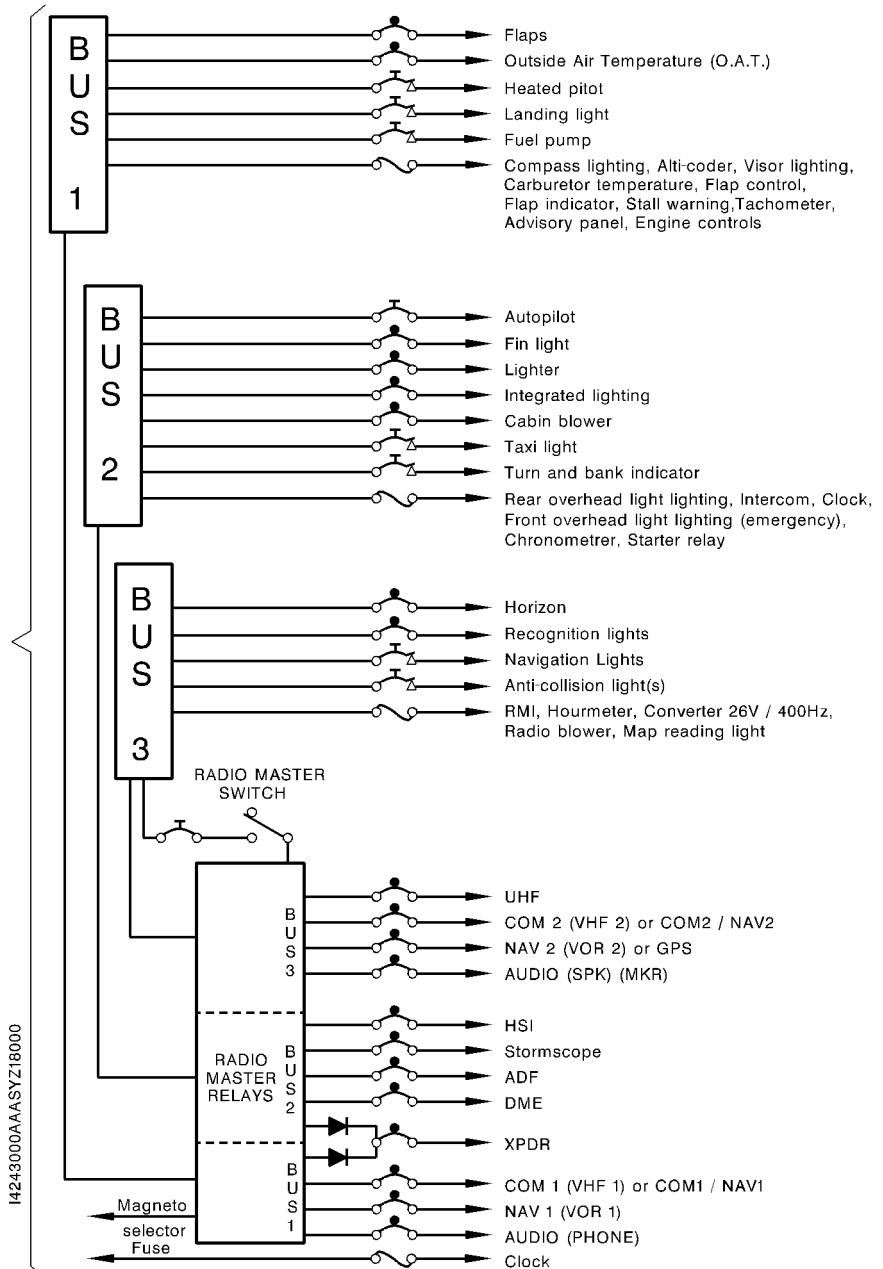 BUS 1
Flaps
Outside Air Temperature (O.A.T.)
Heated pitot
Landing light
Fuel pump
Compass lighting, Alti-coder, Visor lighting,
Carburetor temperature, Flap control,
Flap indicator, Stall warning,Tachometer,
Advisory panel, Engine controls
BUS 2
Autopilot
Fin light
Lighter
Integrated lighting
Cabin blower
Taxi light
Turn and bank indicator
Rear overhead light lighting, Intercom, Clock,
Front overhead light lighting (emergency),
Chronometrer, Starter relay
BUS 3
Horizon
Recognition lights
Navigation Lights
Anti-collision light(s)
RMI, Hourmeter, Converter 26V / 400Hz,
Radio blower, Map reading light
RADIO MASTER
SWITCH
BUS3
UHF
COM 2 (VHF 2) or COM2 / NAV2
NAV 2 (VOR 2) or GPS
AUDIO (SPK) (MKR)
RADIO
MASTER
RELAYS
BUS2
HSI
Stormscope
ADF
DME
XPDR
BUS1
COM 1 (VHF 1) or COM1 / NAV1
NAV 1 (VOR 1)
AUDIO (PHONE)
Magneto
selector
Fuse
Clock
I4243000AAASYZ18000